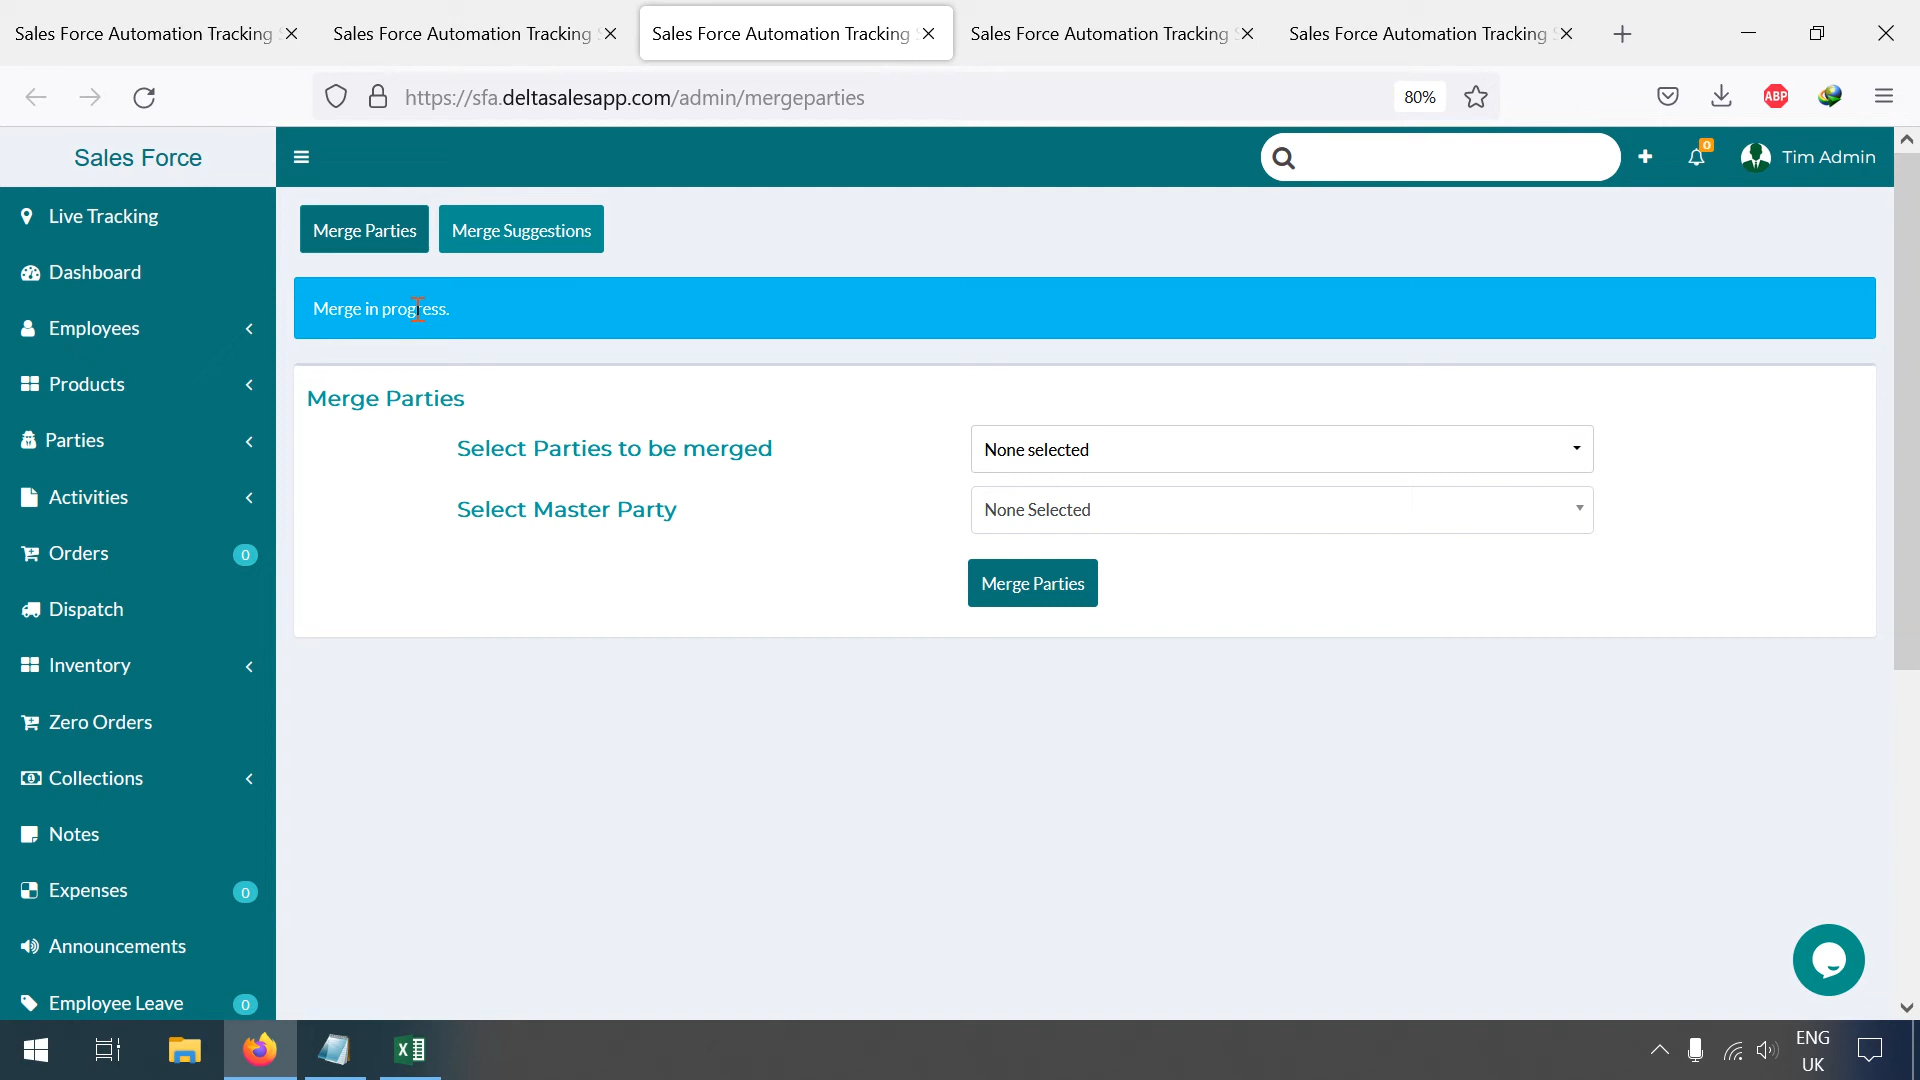 Sales Force Automation Tracking
Sales Force Automation Tracking
Sales Force Automation Tracking
Sales Force Automation Tracking
Sales Force Automation Tracking
https://sfa.deltasalesapp.com/admin/mergeparties
80%
ABP
Sales Force
0
Tim Admin
Live Tracking
Dashboard
Employees
Products
Parties
Activities
Orders 0
Dispatch
Inventory
Zero Orders
Collections
Notes
Expenses 0
Announcements
Employee Leave 0
Merge Parties
Merge Suggestions
Merge in progress.
Merge Parties
Select Parties to be merged
None selected
Select Master Party
None Selected
Merge Parties
ENG
UK